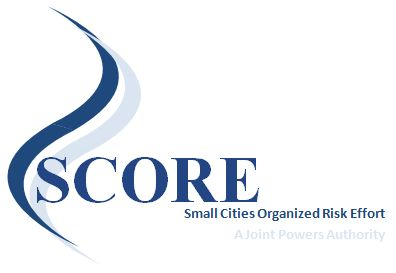 SCORE
Small Cities Organized Risk Effort
A Joint Powers Authority